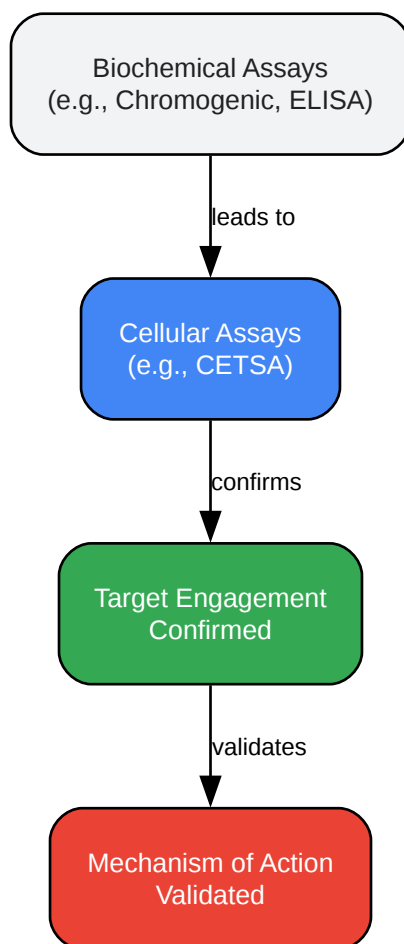 Biochemical Assays
(e.g., Chromogenic, ELISA)
leads to
Cellular Assays
(e.g., CETSA)
confirms
Target Engagement
Confirmed
validates
Mechanism of Action
Validated